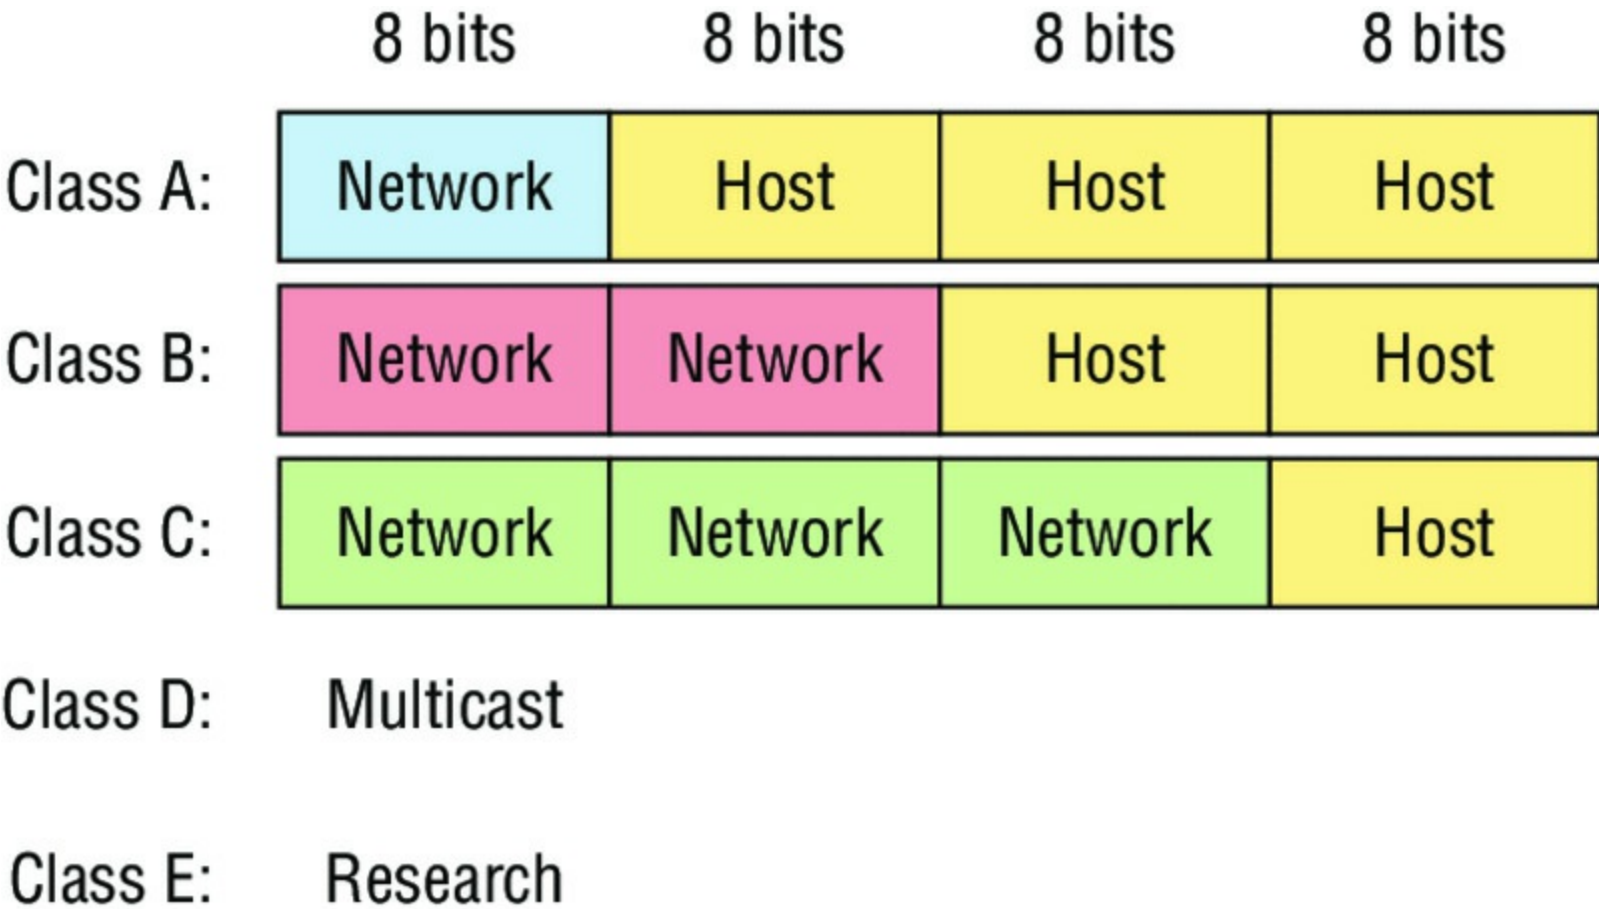 8 bits 8 bits 8 bits 8 bits
Class A: Network Host Host Host
Class B: Network Network Host Host
Class C: Network Network Network Host
Class D: Multicast
Class E: Research